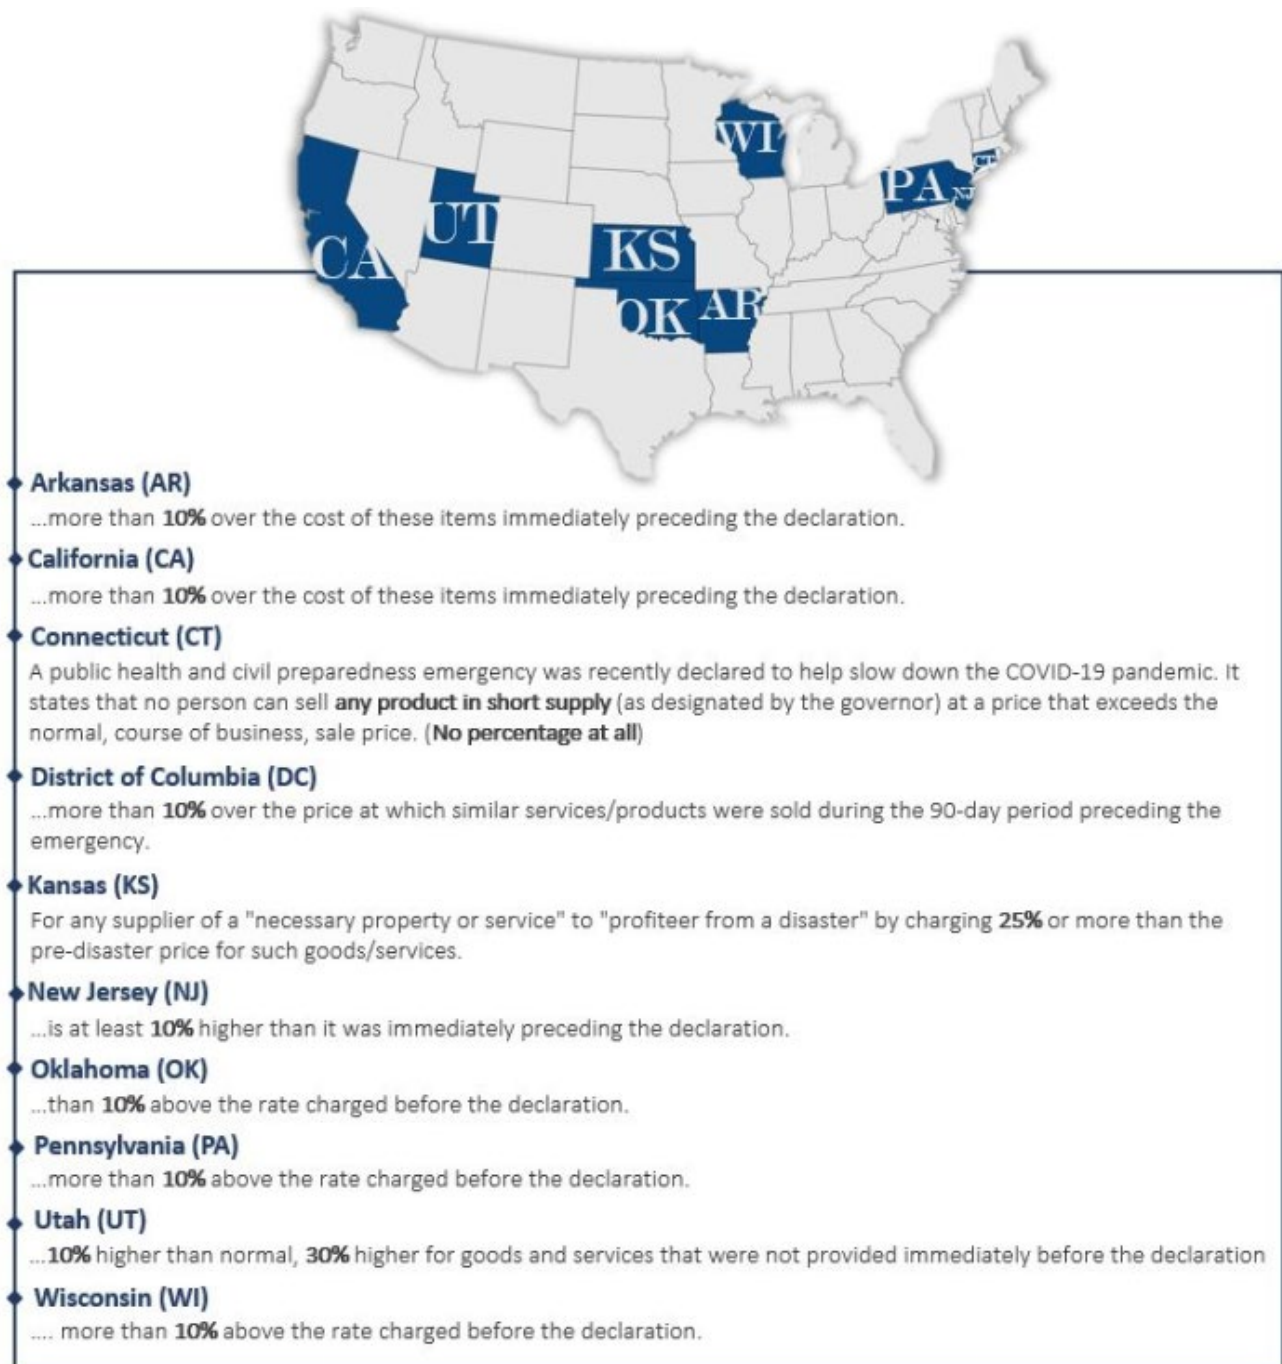 WI
CT
PA
NJ
UT
CA
KS
OK
AR
Arkansas (AR)
...more than 10% over the cost of these items immediately preceding the declaration.
California (CA)
...more than 10% over the cost of these items immediately preceding the declaration.
Connecticut (CT)
A public health and civil preparedness emergency was recently declared to help slow down the COVID-19 pandemic. It
states that no person can sell any product in short supply (as designated by the governor) at a price that exceeds the
normal, course of business, sale price. (No percentage at all)
District of Columbia (DC)
...more than 10% over the price at which similar services/products were sold during the 90-day period preceding the
emergency.
Kansas (KS)
For any supplier of a "necessary property or service" to "profiteer from a disaster" by charging 25% or more than the
pre-disaster price for such goods/services.
New Jersey (NJ)
...is at least 10% higher than it was immediately preceding the declaration.
Oklahoma (OK)
...than 10% above the rate charged before the declaration.
Pennsylvania (PA)
...more than 10% above the rate charged before the declaration.
Utah (UT)
...10% higher than normal, 30% higher for goods and services that were not provided immediately before the declaration
Wisconsin (WI)
.... more than 10% above the rate charged before the declaration.